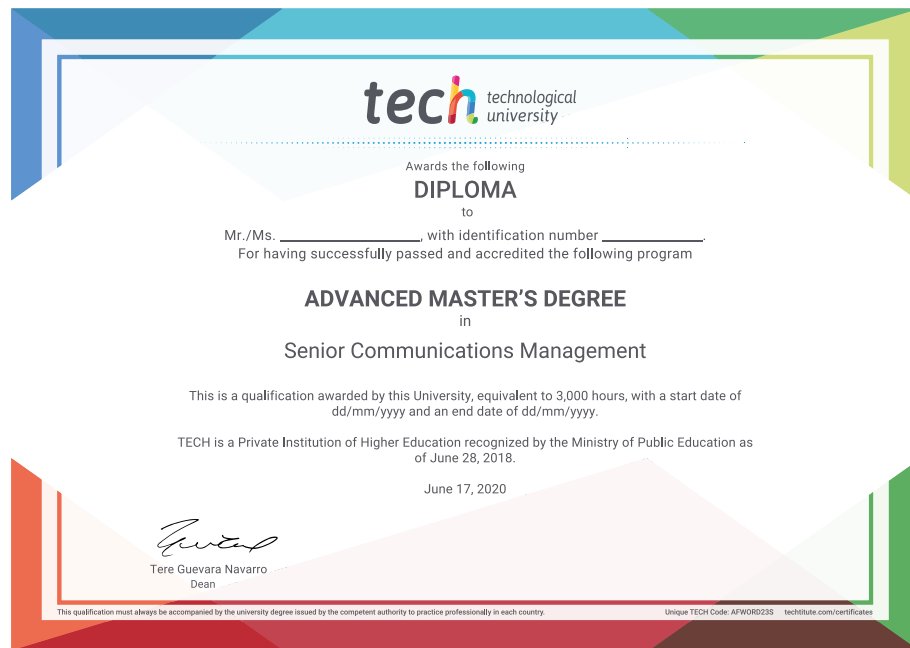 tech technological
university
Awards the following
DIPLOMA
to
Mr./Ms. ____________________, with identification number ______________.
For having successfully passed and accredited the following program
ADVANCED MASTER’S DEGREE
in
Senior Communications Management
This is a qualification awarded by this University, equivalent to 3,000 hours, with a start date of
dd/mm/yyyy and an end date of dd/mm/yyyy.
TECH is a Private Institution of Higher Education recognized by the Ministry of Public Education as
of June 28, 2018.
June 17, 2020
Tere Guevara Navarro
Dean
This qualification must always be accompanied by the university degree issued by the competent authority to practice professionally in each country. Unique TECH Code: AFWORD23S techtitute.com/certificates